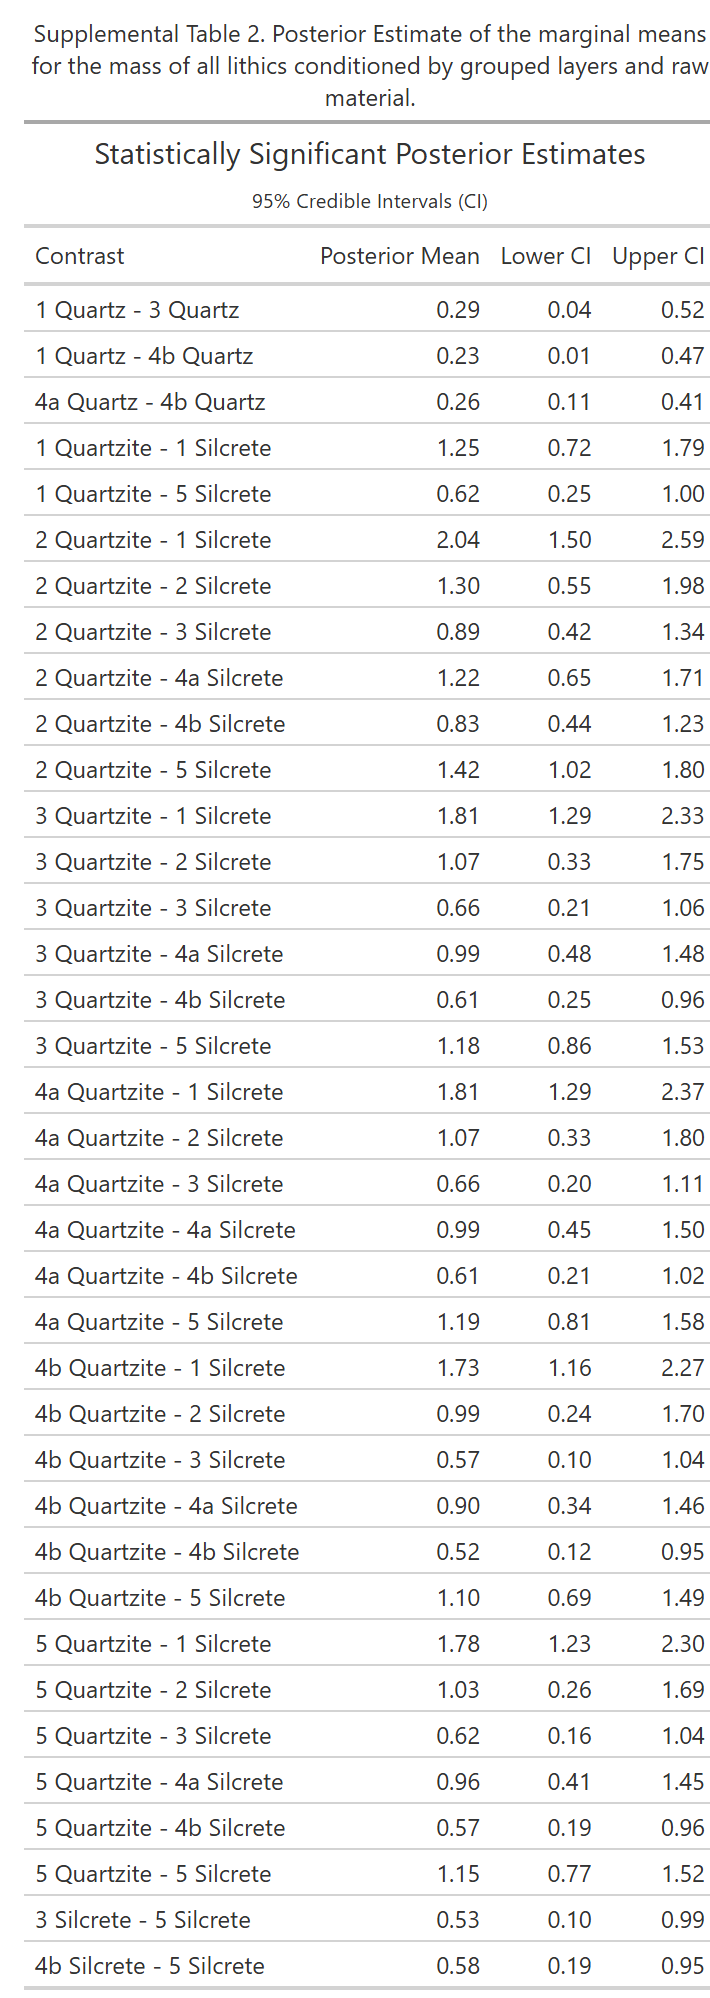 Supplemental Table 2. Posterior Estimate of the marginal means
for the mass of all lithics conditioned by grouped layers and raw
material.
Statistically Significant Posterior Estimates
95% Credible Intervals (CI)
Contrast Posterior Mean Lower CI Upper CI
1 Quartz - 3 Quartz 0.29 0.04 0.52
1 Quartz - 4b Quartz 0.23 0.01 0.47
4a Quartz - 4b Quartz 0.26 0.11 0.41
1 Quartzite - 1 Silcrete 1.25 0.72 1.79
1 Quartzite - 5 Silcrete 0.62 0.25 1.00
2 Quartzite - 1 Silcrete 2.04 1.50 2.59
2 Quartzite - 2 Silcrete 1.30 0.55 1.98
2 Quartzite - 3 Silcrete 0.89 0.42 1.34
2 Quartzite - 4a Silcrete 1.22 0.65 1.71
2 Quartzite - 4b Silcrete 0.83 0.44 1.23
2 Quartzite - 5 Silcrete 1.42 1.02 1.80
3 Quartzite - 1 Silcrete 1.81 1.29 2.33
3 Quartzite - 2 Silcrete 1.07 0.33 1.75
3 Quartzite - 3 Silcrete 0.66 0.21 1.06
3 Quartzite - 4a Silcrete 0.99 0.48 1.48
3 Quartzite - 4b Silcrete 0.61 0.25 0.96
3 Quartzite - 5 Silcrete 1.18 0.86 1.53
4a Quartzite - 1 Silcrete 1.81 1.29 2.37
4a Quartzite - 2 Silcrete 1.07 0.33 1.80
4a Quartzite - 3 Silcrete 0.66 0.20 1.11
4a Quartzite - 4a Silcrete 0.99 0.45 1.50
4a Quartzite - 4b Silcrete 0.61 0.21 1.02
4a Quartzite - 5 Silcrete 1.19 0.81 1.58
4b Quartzite - 1 Silcrete 1.73 1.16 2.27
4b Quartzite - 2 Silcrete 0.99 0.24 1.70
4b Quartzite - 3 Silcrete 0.57 0.10 1.04
4b Quartzite - 4a Silcrete 0.90 0.34 1.46
4b Quartzite - 4b Silcrete 0.52 0.12 0.95
4b Quartzite - 5 Silcrete 1.10 0.69 1.49
5 Quartzite - 1 Silcrete 1.78 1.23 2.30
5 Quartzite - 2 Silcrete 1.03 0.26 1.69
5 Quartzite - 3 Silcrete 0.62 0.16 1.04
5 Quartzite - 4a Silcrete 0.96 0.41 1.45
5 Quartzite - 4b Silcrete 0.57 0.19 0.96
5 Quartzite - 5 Silcrete 1.15 0.77 1.52
3 Silcrete - 5 Silcrete 0.53 0.10 0.99
4b Silcrete - 5 Silcrete 0.58 0.19 0.95